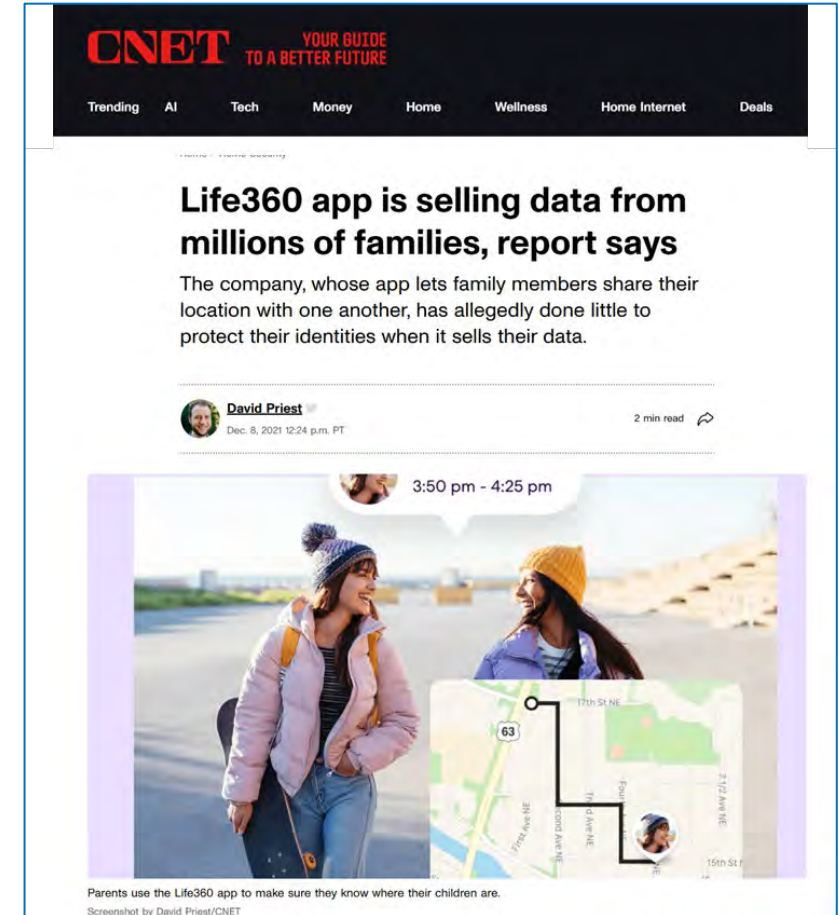 CNET
YOUR GUIDE
TO A BETTER FUTURE
Trending AI Tech Money Home Wellness Home Internet Deals
Life360 app is selling data from
millions of families, report says
The company, whose app lets family members share their
location with one another, has allegedly done little to
protect their identities when it sells their data.
David Priest
Dec. 8, 2021 12:24 p.m. PT
2 min read
3:50 pm - 4:25 pm
17th St NE
63
First Ave NE
Third Ave NE
7 1/2 Ave NE
15th St
Parents use the Life360 app to make sure they know where their children are.
Screenshot by David Priest/CNET